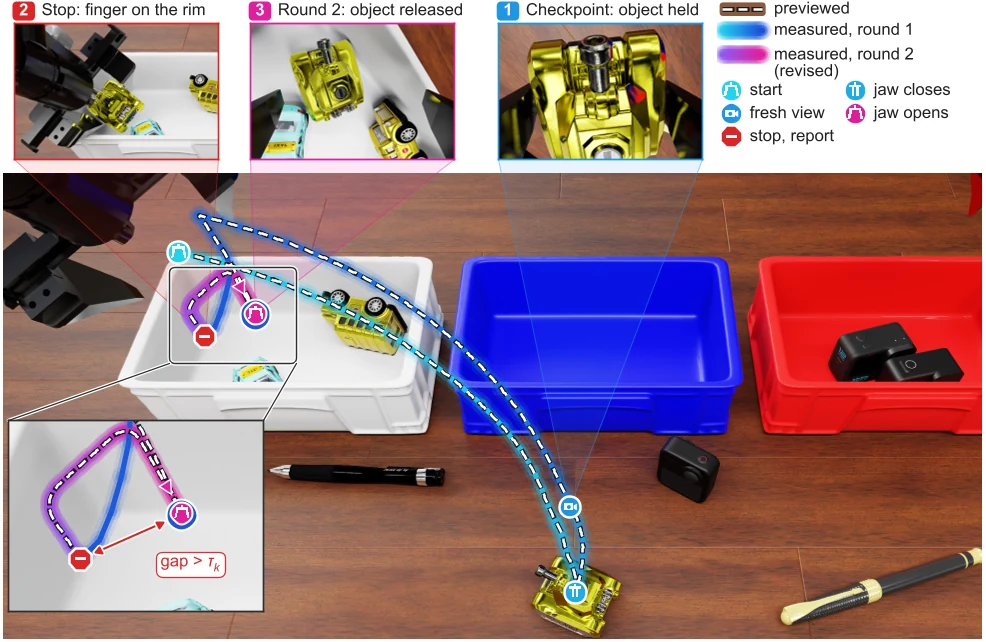 2 Stop: finger on the rim
3 Round 2: object released
1 Checkpoint: object held
previewed
measured, round 1
measured, round 2
(revised)
start
jaw closes
fresh view
jaw opens
stop, report
gap > τk